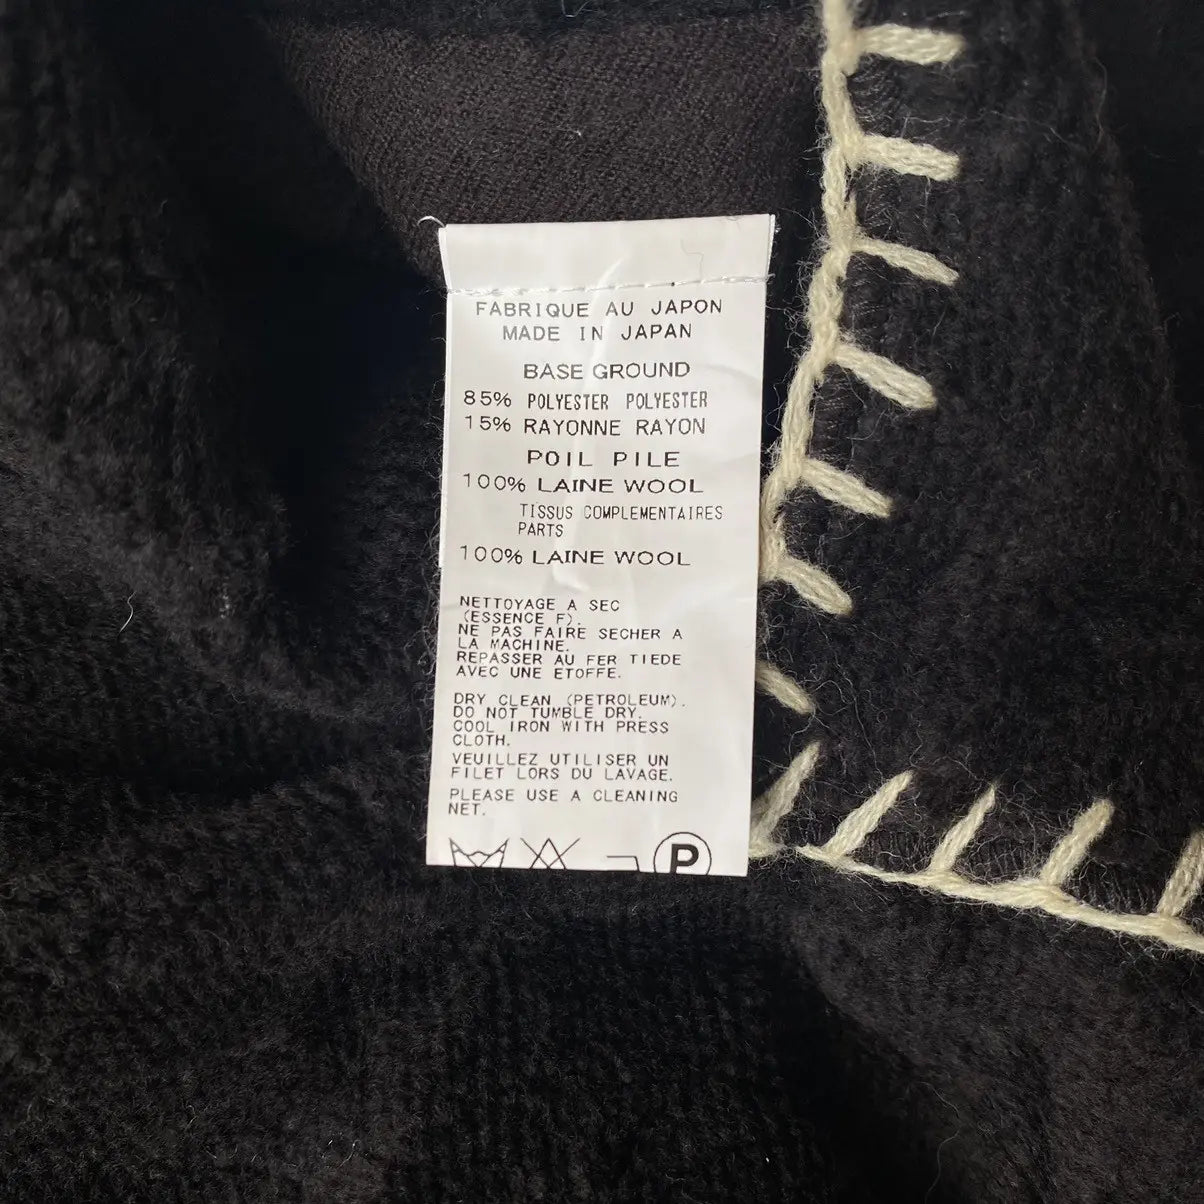 FABRIQUE AU JAPON
MADE IN JAPAN
BASE GROUND
85% POLYESTER POLYESTER
15% RAYONNE RAYON
POIL PILE
100% LAINE WOOL
TISSUS COMPLEMENTAIRES
PARTS
100% LAINE WOOL
NETTOYAGE A SEC
(ESSENCE F).
NE PAS FAIRE SECHER A
LA MACHINE.
REPASSER AU FER TIEDE
AVEC UNE ETOFFE.
DRY CLEAN (PETROLEUM).
DO NOT TUMBLE DRY.
COOL IRON WITH PRESS
CLOTH.
VEUILLEZ UTILISER UN
FILET LORS DU LAVAGE.
PLEASE USE A CLEANING
NET.
P